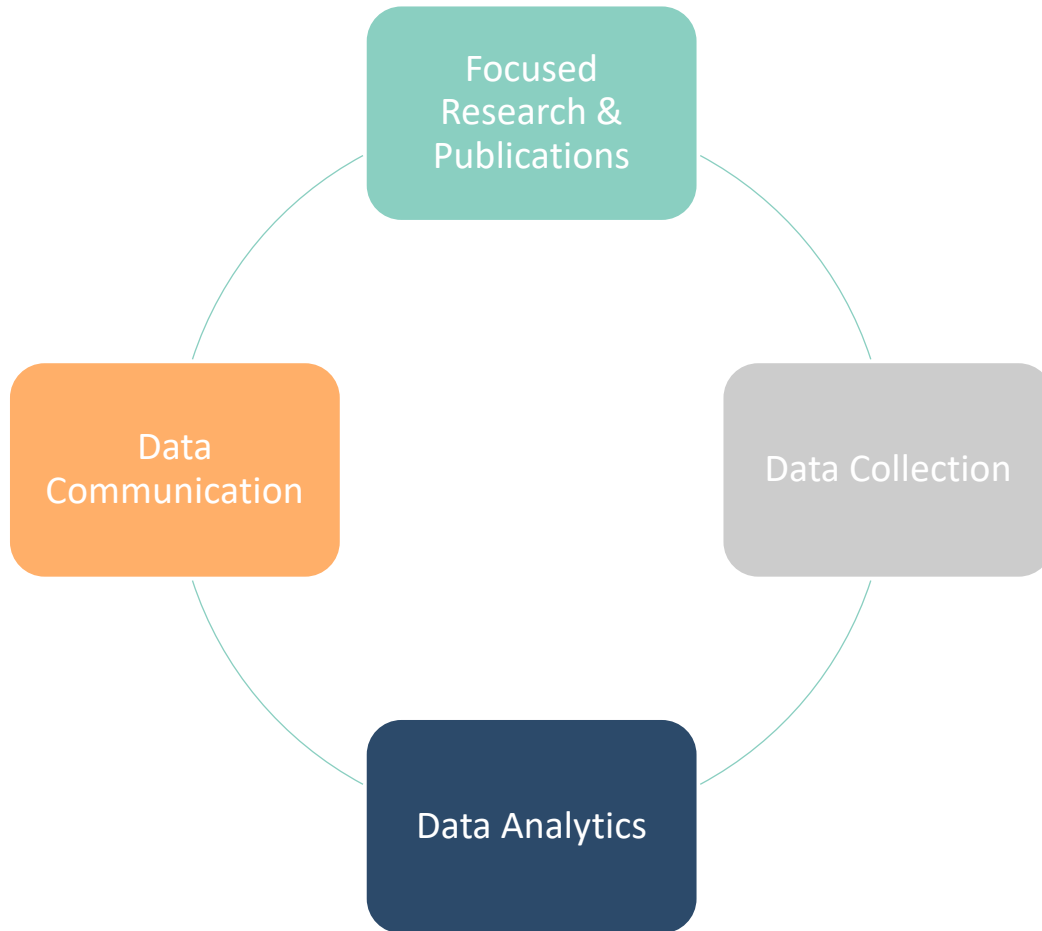 Focused
Research &
Publications
Data
Communication
Data Collection
Data Analytics